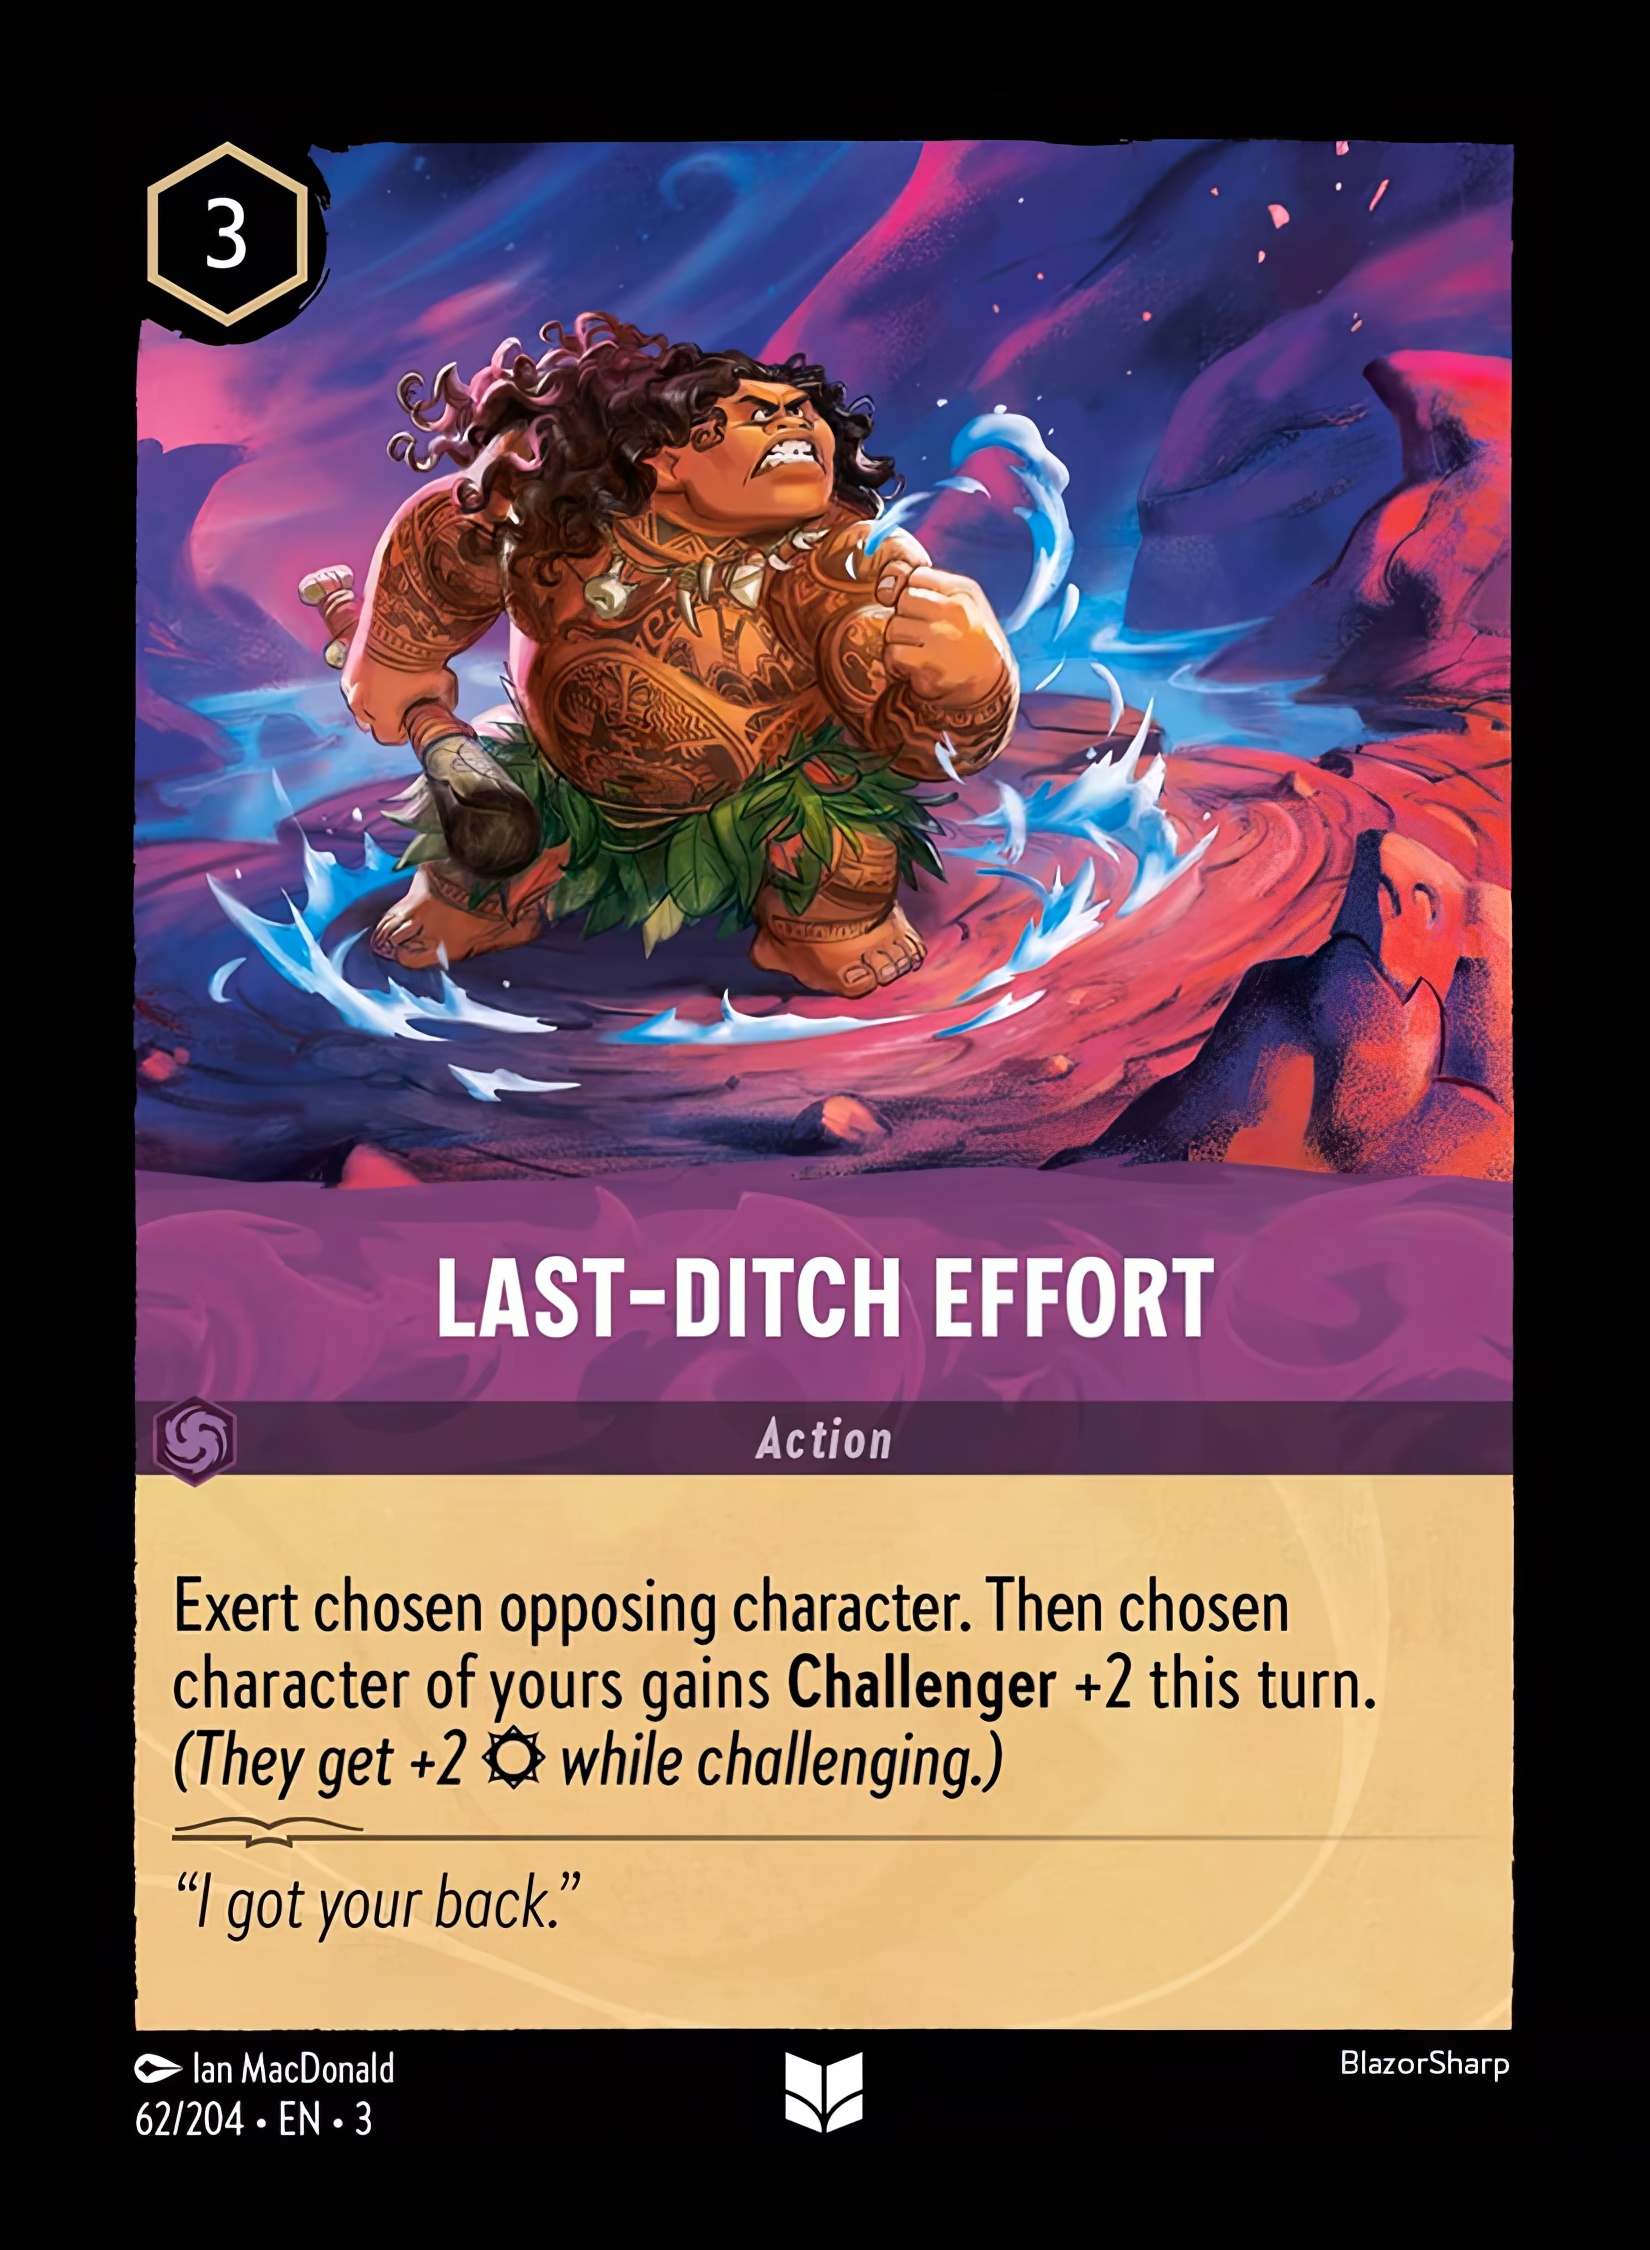 3
LAST-DITCH EFFORT
Action
Exert chosen opposing character. Then chosen
character of yours gains Challenger +2 this turn.
(They get +2 while challenging.)
“I got your back.”
Ian MacDonald
62/204 • EN • 3
BlazorSharp